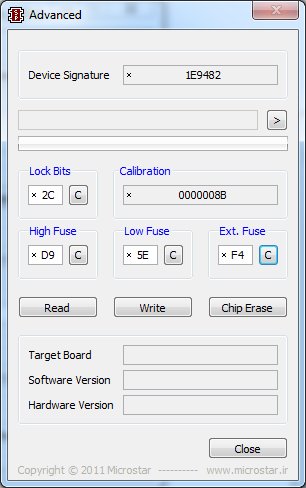 Advanced
Device Signature × 1E9482
>
Lock Bits Calibration
× 2C C × 0000008B
High Fuse Low Fuse Ext. Fuse
× D9 C × 5E C × F4 C
Read Write Chip Erase
Target Board
Software Version
Hardware Version
Close
Copyright © 2011 Microstar ---------- www.microstar.ir